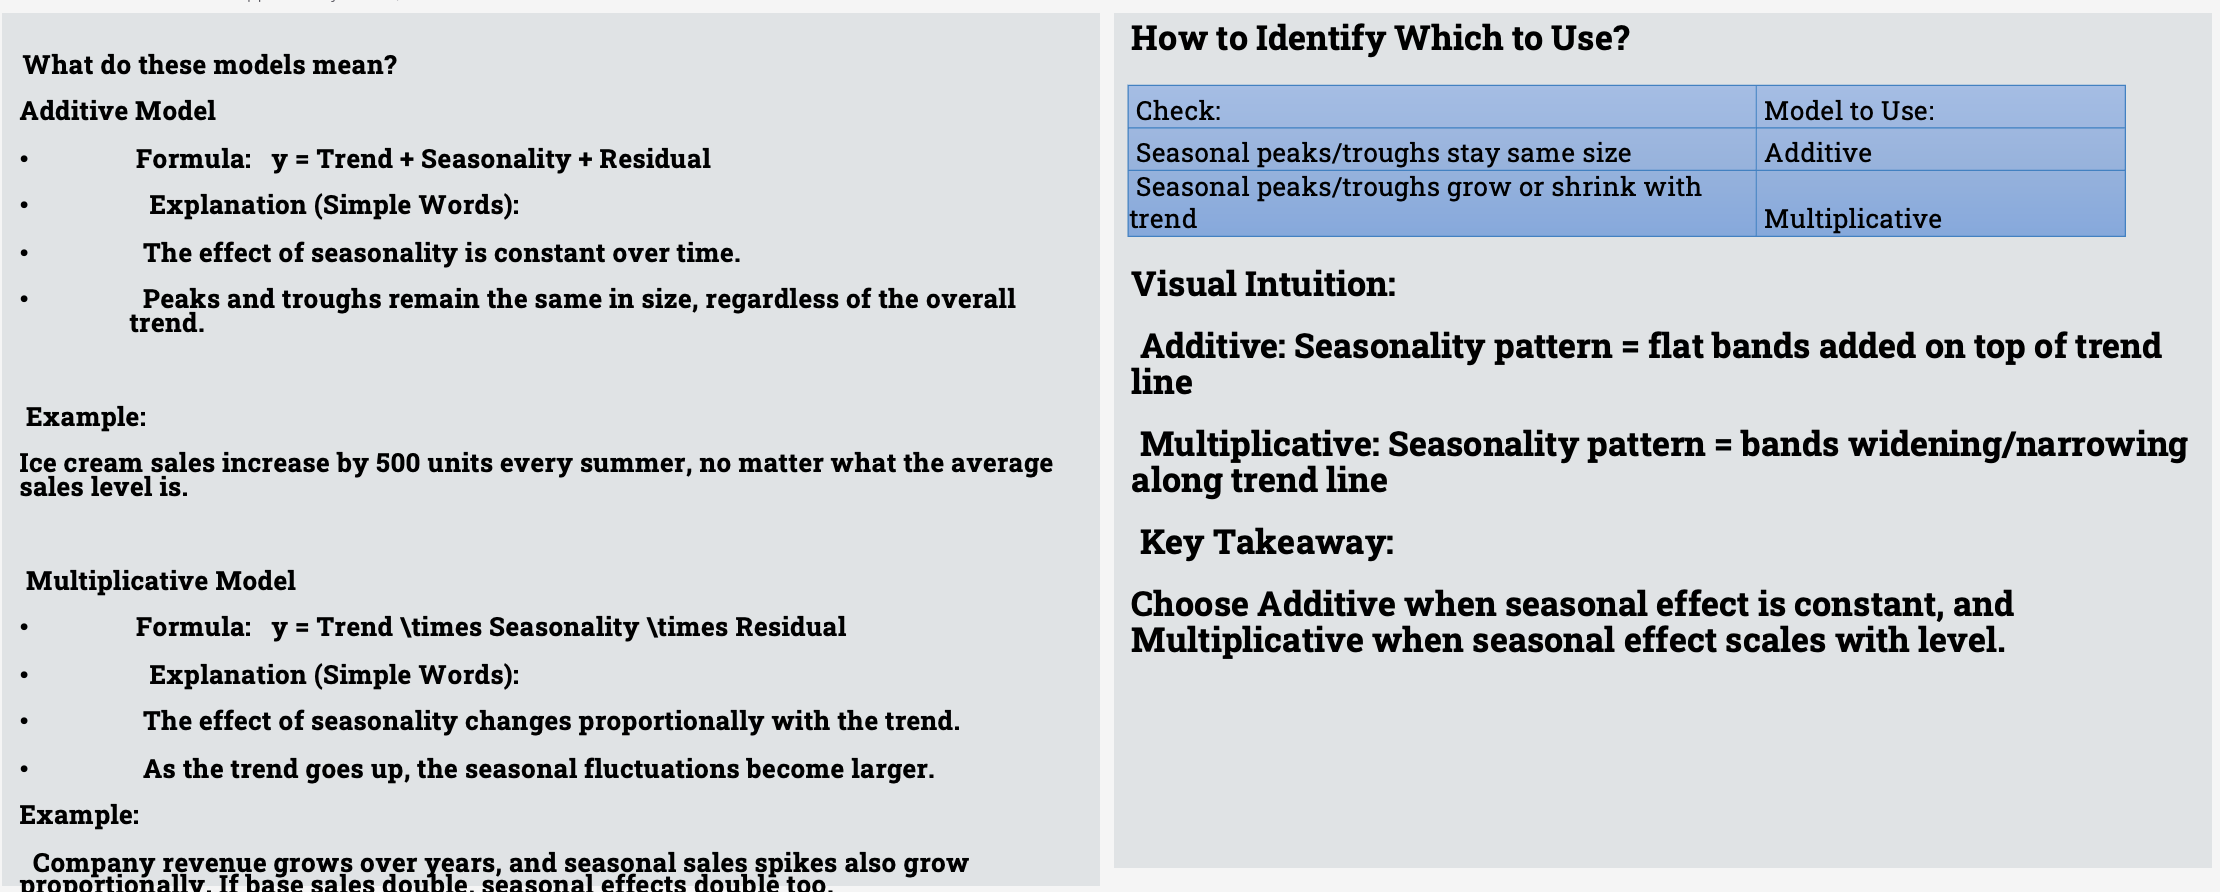 What do these models mean?
Additive Model
• Formula: y = Trend + Seasonality + Residual
• Explanation (Simple Words):
• The effect of seasonality is constant over time.
• Peaks and troughs remain the same in size, regardless of the overall
trend.
Example:
Ice cream sales increase by 500 units every summer, no matter what the average
sales level is.
Multiplicative Model
• Formula: y = Trend \times Seasonality \times Residual
• Explanation (Simple Words):
• The effect of seasonality changes proportionally with the trend.
• As the trend goes up, the seasonal fluctuations become larger.
Example:
Company revenue grows over years, and seasonal sales spikes also grow
proportionally. If base sales double, seasonal effects double too.
How to Identify Which to Use?
Check: Model to Use:
Seasonal peaks/troughs stay same size Additive
Seasonal peaks/troughs grow or shrink with
trend Multiplicative
Visual Intuition:
Additive: Seasonality pattern = flat bands added on top of trend
line
Multiplicative: Seasonality pattern = bands widening/narrowing
along trend line
Key Takeaway:
Choose Additive when seasonal effect is constant, and
Multiplicative when seasonal effect scales with level.